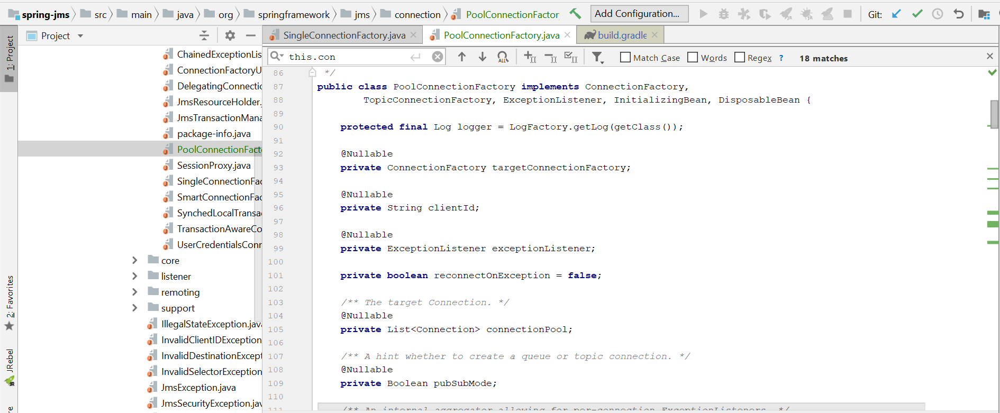 spring-jms src main java org springframework jms connection PoolConnectionFactor Add Configuration... Git:
1: Project
2: Favorites
JRebel
Project
ChainedExceptionLis
ConnectionFactoryU
DelegatingConnectio
JmsResourceHolder.
JmsTransactionMana
package-info.java
PoolConnectionFacto
SessionProxy.java
SingleConnectionFac
SmartConnectionFac
SynchedLocalTransa
TransactionAwareCo
UserCredentialsConn
core
listener
remoting
support
IllegalStateException.java
InvalidClientIDException
InvalidDestinationExcept
InvalidSelectorException
JmsException.java
JmsSecurityException.jav
SingleConnectionFactory.java PoolConnectionFactory.java build.gradle
this.con Match Case Words Regex ? 18 matches
86 */
87 public class PoolConnectionFactory implements ConnectionFactory,
88 TopicConnectionFactory, ExceptionListener, InitializingBean, DisposableBean {
89
90 protected final Log logger = LogFactory.getLog(getClass());
91
92 @Nullable
93 private ConnectionFactory targetConnectionFactory;
94
95 @Nullable
96 private String clientId;
97
98 @Nullable
99 private ExceptionListener exceptionListener;
100
101 private boolean reconnectOnException = false;
102
103 /** The target Connection. */
104 @Nullable
105 private List<Connection> connectionPool;
106
107 /** A hint whether to create a queue or topic connection. */
108 @Nullable
109 private Boolean pubSubMode;
110
111 /** An internal aggregator allowing for per-connection ExceptionListeners. */